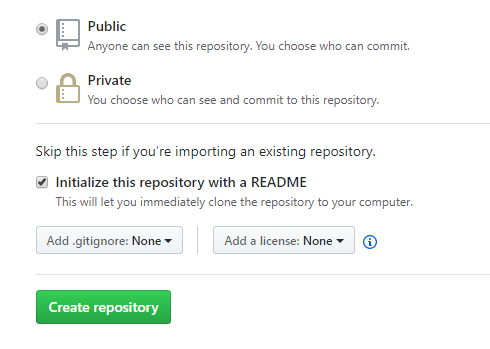 Public
Anyone can see this repository. You choose who can commit.
Private
You choose who can see and commit to this repository.
Skip this step if you’re importing an existing repository.
Initialize this repository with a README
This will let you immediately clone the repository to your computer.
Add .gitignore: None Add a license: None
Create repository